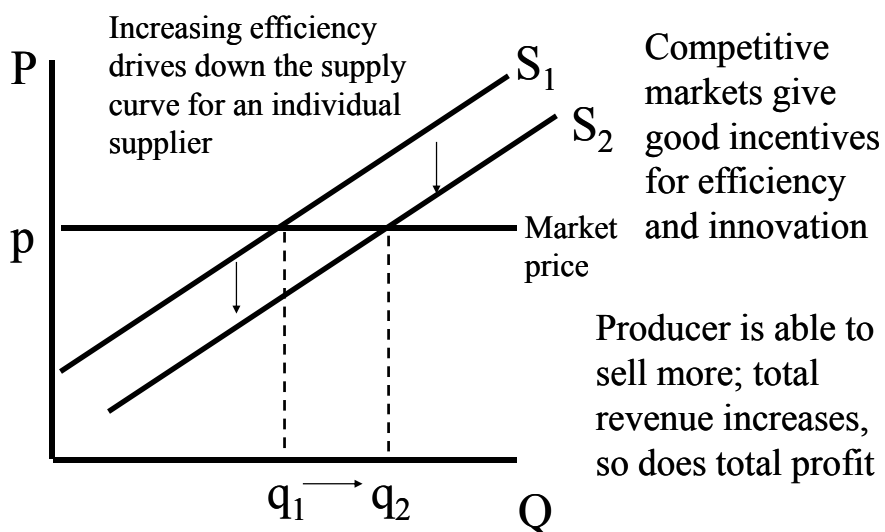 Increasing efficiency
drives down the supply
curve for an individual
supplier
P
S₁
S₂
Competitive
markets give
good incentives
for efficiency
and innovation
p
Market
price
Producer is able to
sell more; total
revenue increases,
so does total profit
q₁ q₂
Q